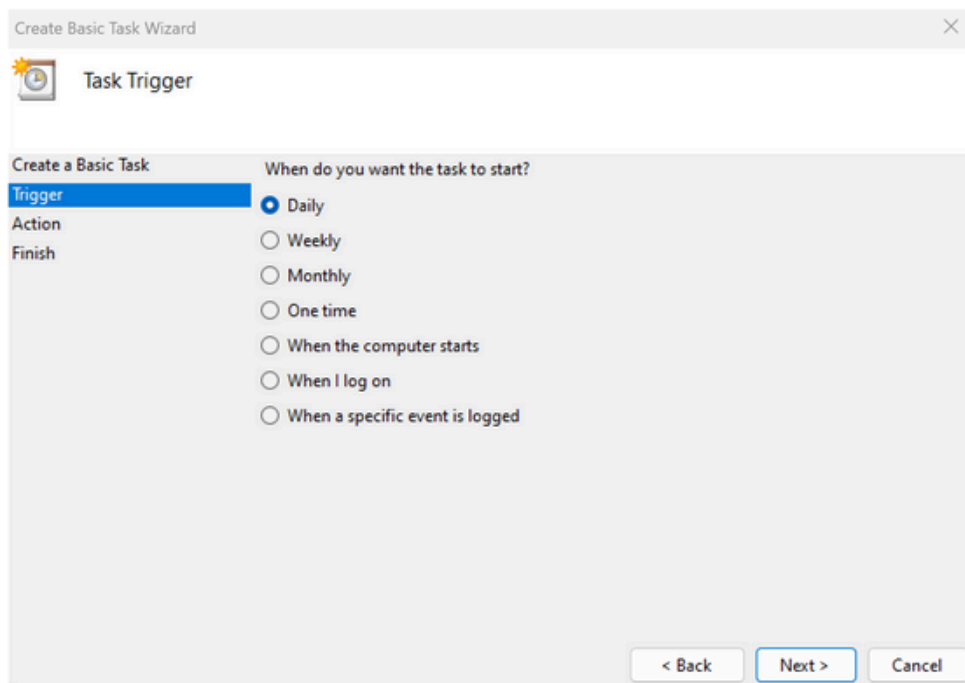 Create Basic Task Wizard
Task Trigger
Create a Basic Task
Trigger
Action
Finish
When do you want the task to start?
Daily
Weekly
Monthly
One time
When the computer starts
When I log on
When a specific event is logged
< Back
Next >
Cancel